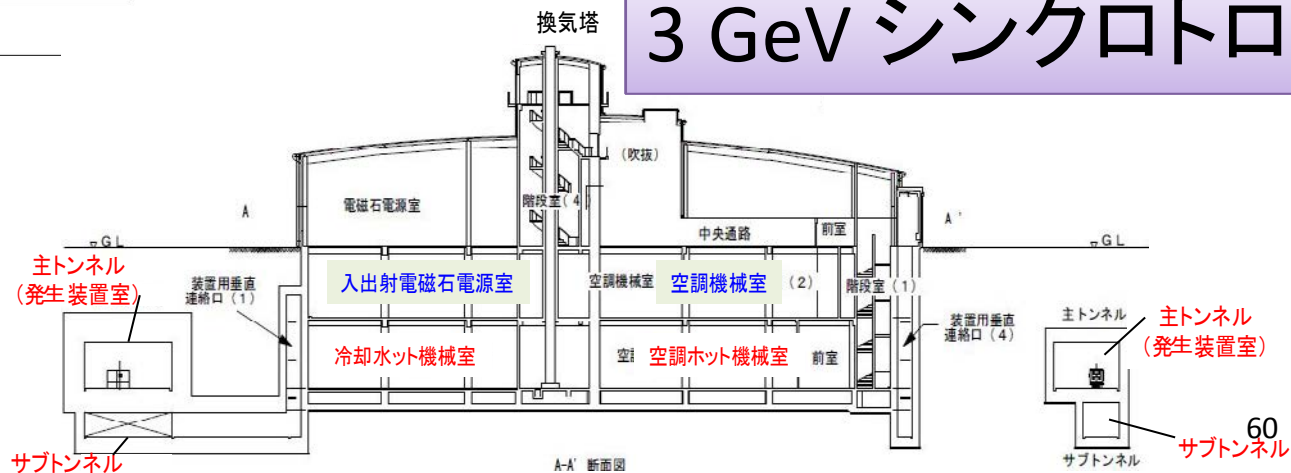 換気塔
3 GeV シンクロトロ
(吹抜)
電磁石電源室
階段室(4)
A
A'
中央通路
前室
GL
GL
主トンネル
(発生装置室)
装置用垂直
連絡口(1)
入出射電磁石電源室
空調機械室
空調機械室
(2)
階段室(1)
冷却水ット機械室
空調ホット機械室
前室
装置用垂直
連絡口(4)
主トンネル
主トンネル
(発生装置室)
サブトンネル
A-A' 断面図
サブトンネル
サブトンネル
60